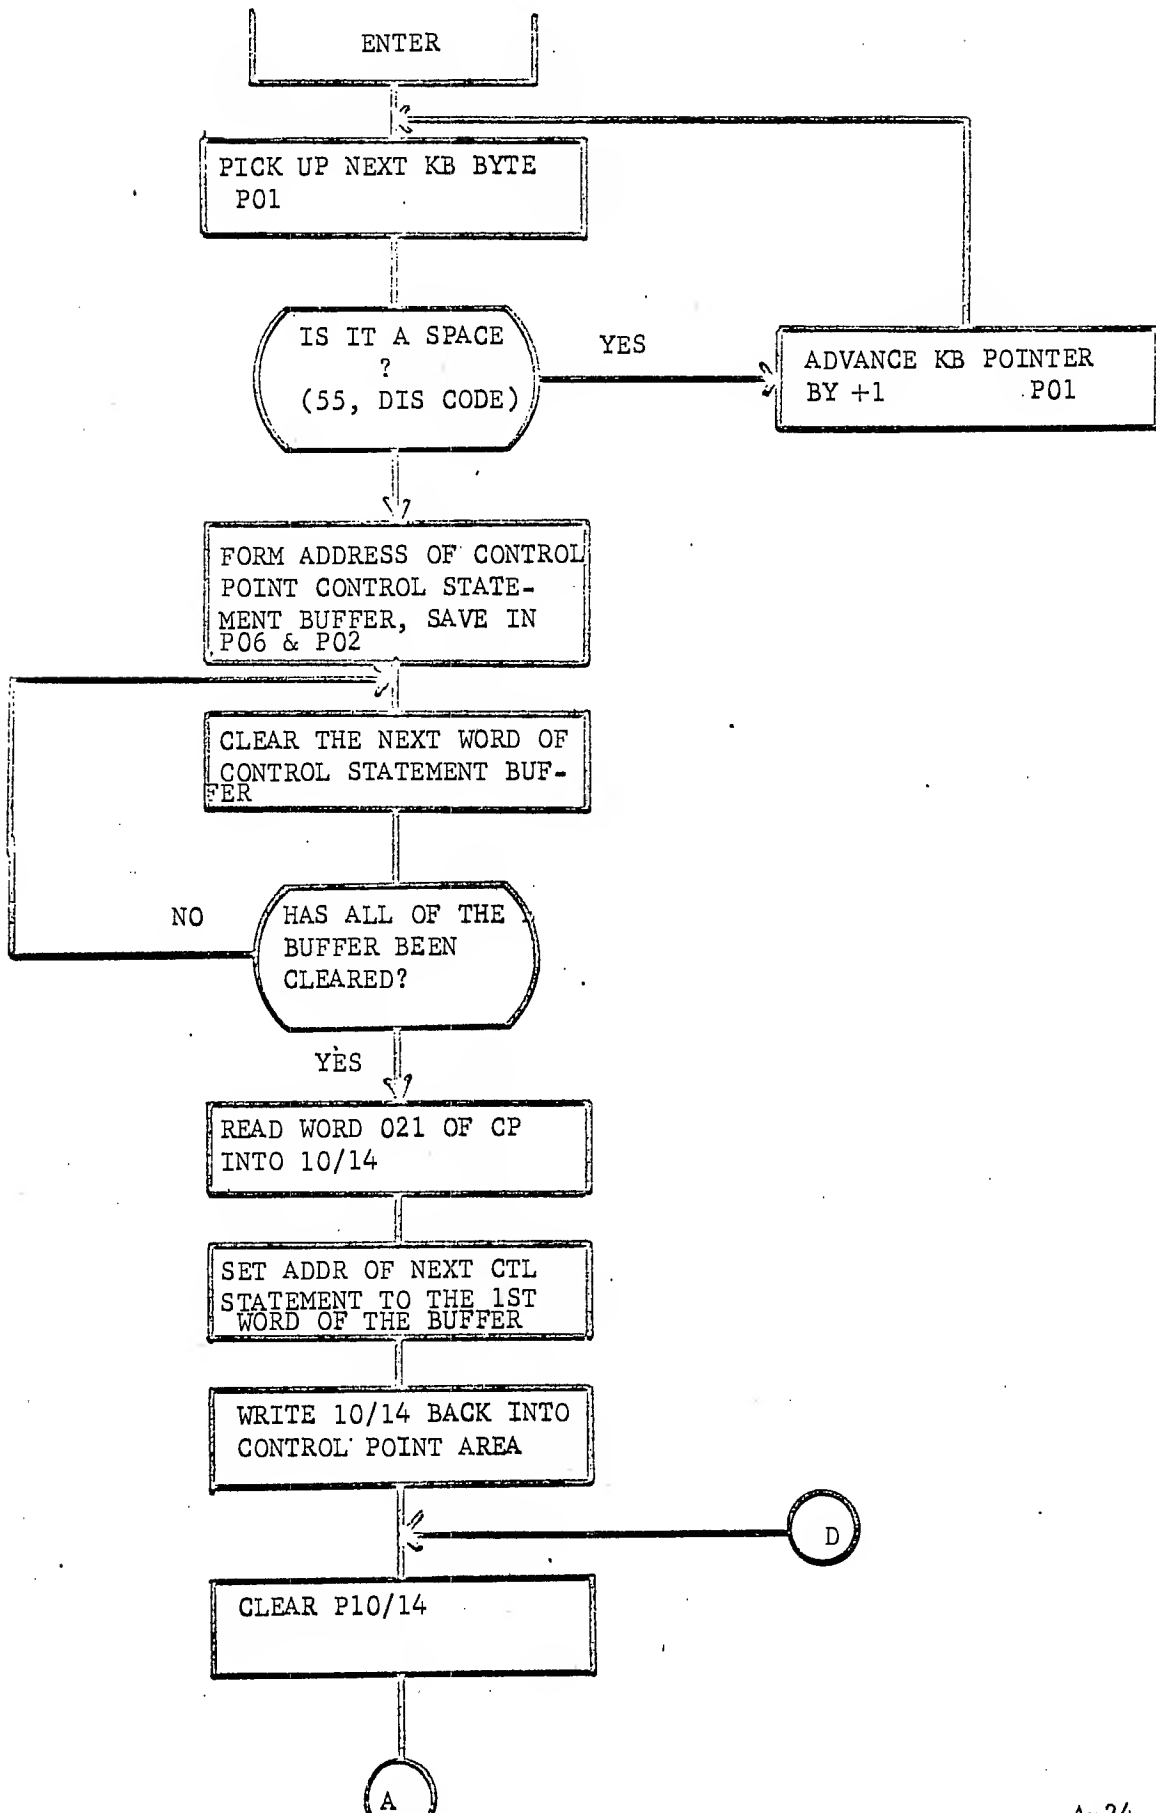 ENTER
PICK UP NEXT KB BYTE
P01
IS IT A SPACE
?
(55, DIS CODE)
YES
ADVANCE KB POINTER
BY +1 P01
FORM ADDRESS OF CONTROL
POINT CONTROL STATE-
MENT BUFFER, SAVE IN
P06 & P02
CLEAR THE NEXT WORD OF
CONTROL STATEMENT BUF-
FER
NO
HAS ALL OF THE
BUFFER BEEN
CLEARED?
YES
READ WORD 021 OF CP
INTO 10/14
SET ADDR OF NEXT CTL
STATEMENT TO THE 1ST
WORD OF THE BUFFER
WRITE 10/14 BACK INTO
CONTROL POINT AREA
D
CLEAR P10/14
A
A-24